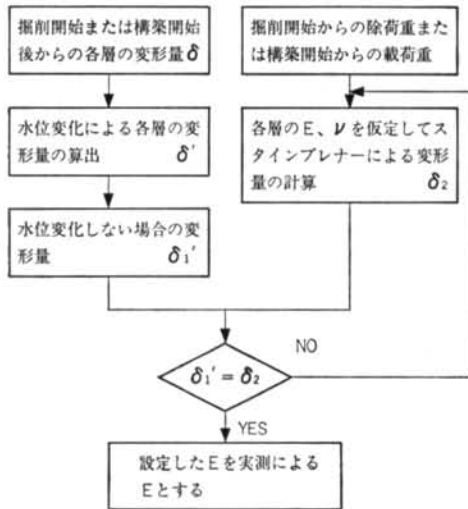 掘削開始または構築開始
後からの各層の変形量δ
掘削開始からの除荷重また
は構築開始からの載荷重
水位変化による各層の変
形量の算出 δ'
各層のE、νを仮定してス
タインブレナーによる変形
量の計算 δ₂
水位変化しない場合の変
形量 δ₁'
NO
δ₁' = δ₂
YES
設定したEを実測による
Eとする